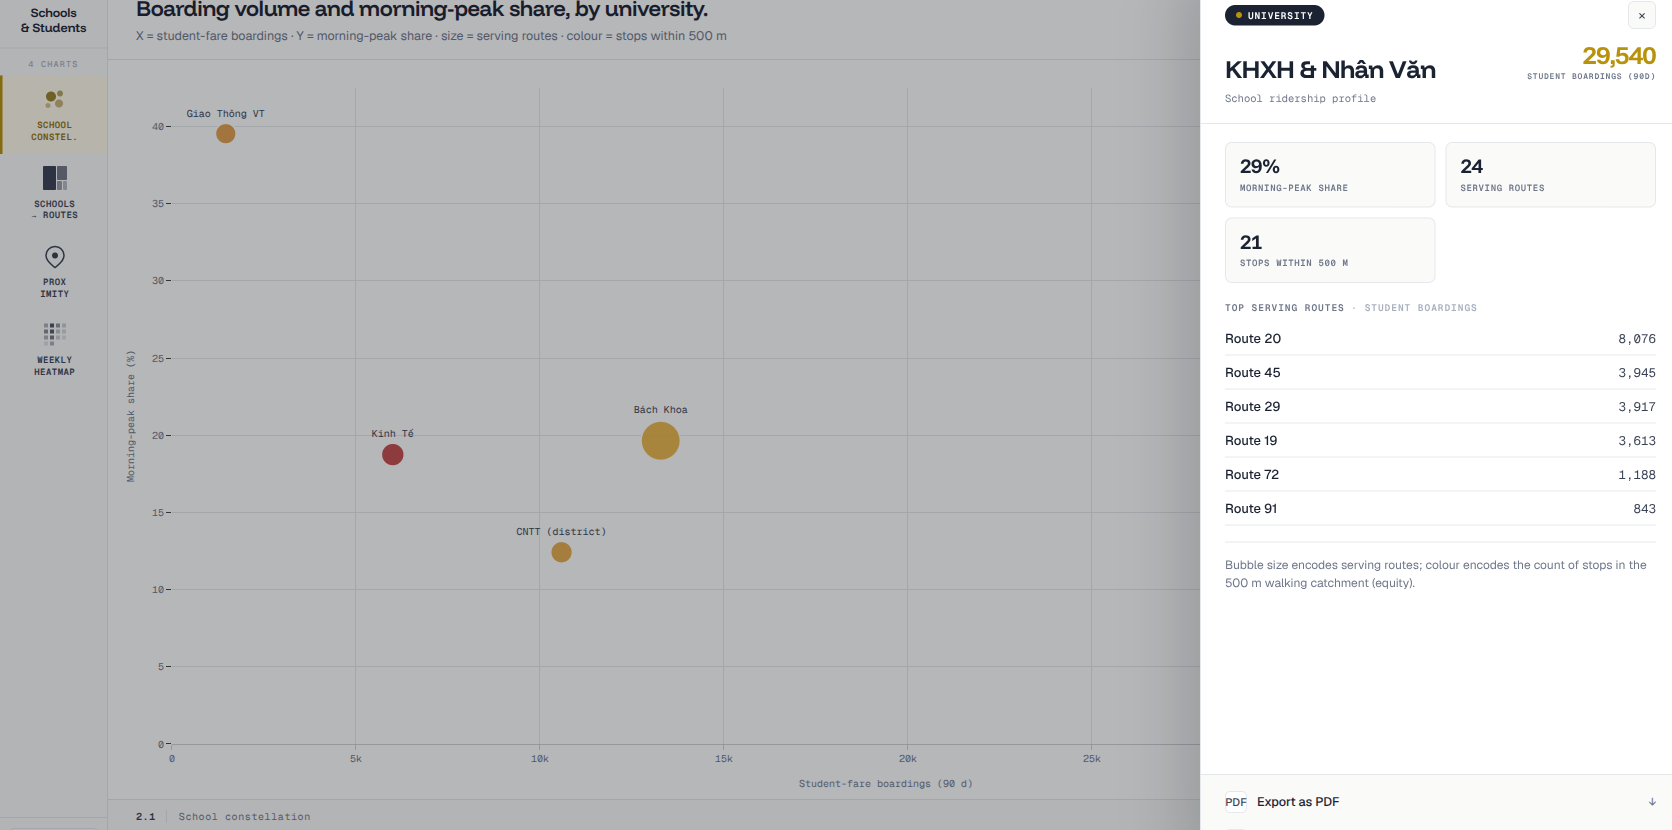 Schools
& Students
4 CHARTS
SCHOOL
CONSTEL.
SCHOOLS
→ ROUTES
PROX
IMITY
WEEKLY
HEATMAP
Boarding volume and morning-peak share, by university.
X = student-fare boardings · Y = morning-peak share · size = serving routes · colour = stops within 500 m
Morning-peak share (%)
40
35
30
25
20
15
10
5
0
Giao Thông VT
Bách Khoa
Kinh Tế
CNTT (district)
0
5k
10k
15k
20k
25k
Student-fare boardings (90 d)
2.1
School constellation
UNIVERSITY
×
29,540
KHXH & Nhân Văn
STUDENT BOARDINGS (90D)
School ridership profile
29%
MORNING-PEAK SHARE
24
SERVING ROUTES
21
STOPS WITHIN 500 M
TOP SERVING ROUTES · STUDENT BOARDINGS
Route 20 8,076
Route 45 3,945
Route 29 3,917
Route 19 3,613
Route 72 1,188
Route 91 843
Bubble size encodes serving routes; colour encodes the count of stops in the
500 m walking catchment (equity).
PDF Export as PDF ↓